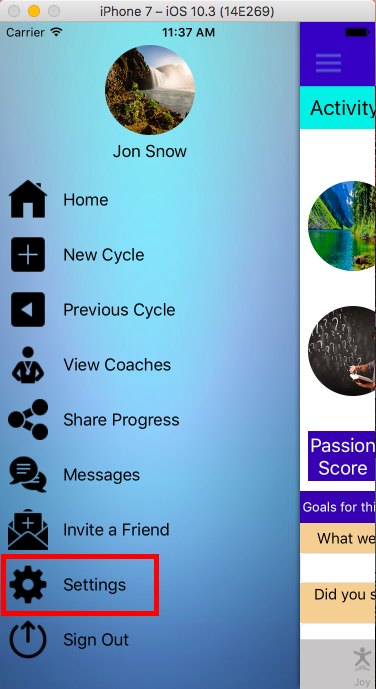 iPhone 7 – iOS 10.3 (14E269)
Carrier 11:37 AM
Jon Snow
Home
New Cycle
Previous Cycle
View Coaches
Share Progress
Messages
Invite a Friend
Settings
Sign Out
Activity
Passion
Score
Goals for thi
What we
Did you s
Joy